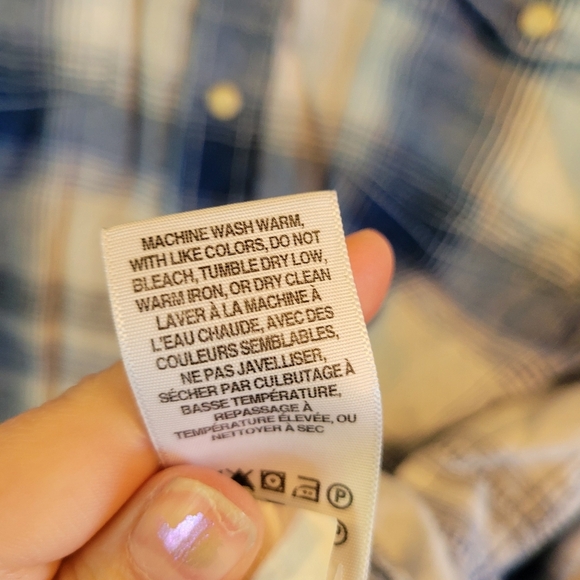 MACHINE WASH WARM,
WITH LIKE COLORS, DO NOT
BLEACH, TUMBLE DRY LOW,
WARM IRON, OR DRY CLEAN
LAVER À LA MACHINE À
L'EAU CHAUDE, AVEC DES
COULEURS SEMBLABLES,
NE PAS JAVELLISER,
SÉCHER PAR CULBUTAGE À
BASSE TEMPÉRATURE,
REPASSAGE À
TEMPÉRATURE ÉLEVÉE, OU
NETTOYER À SEC
P